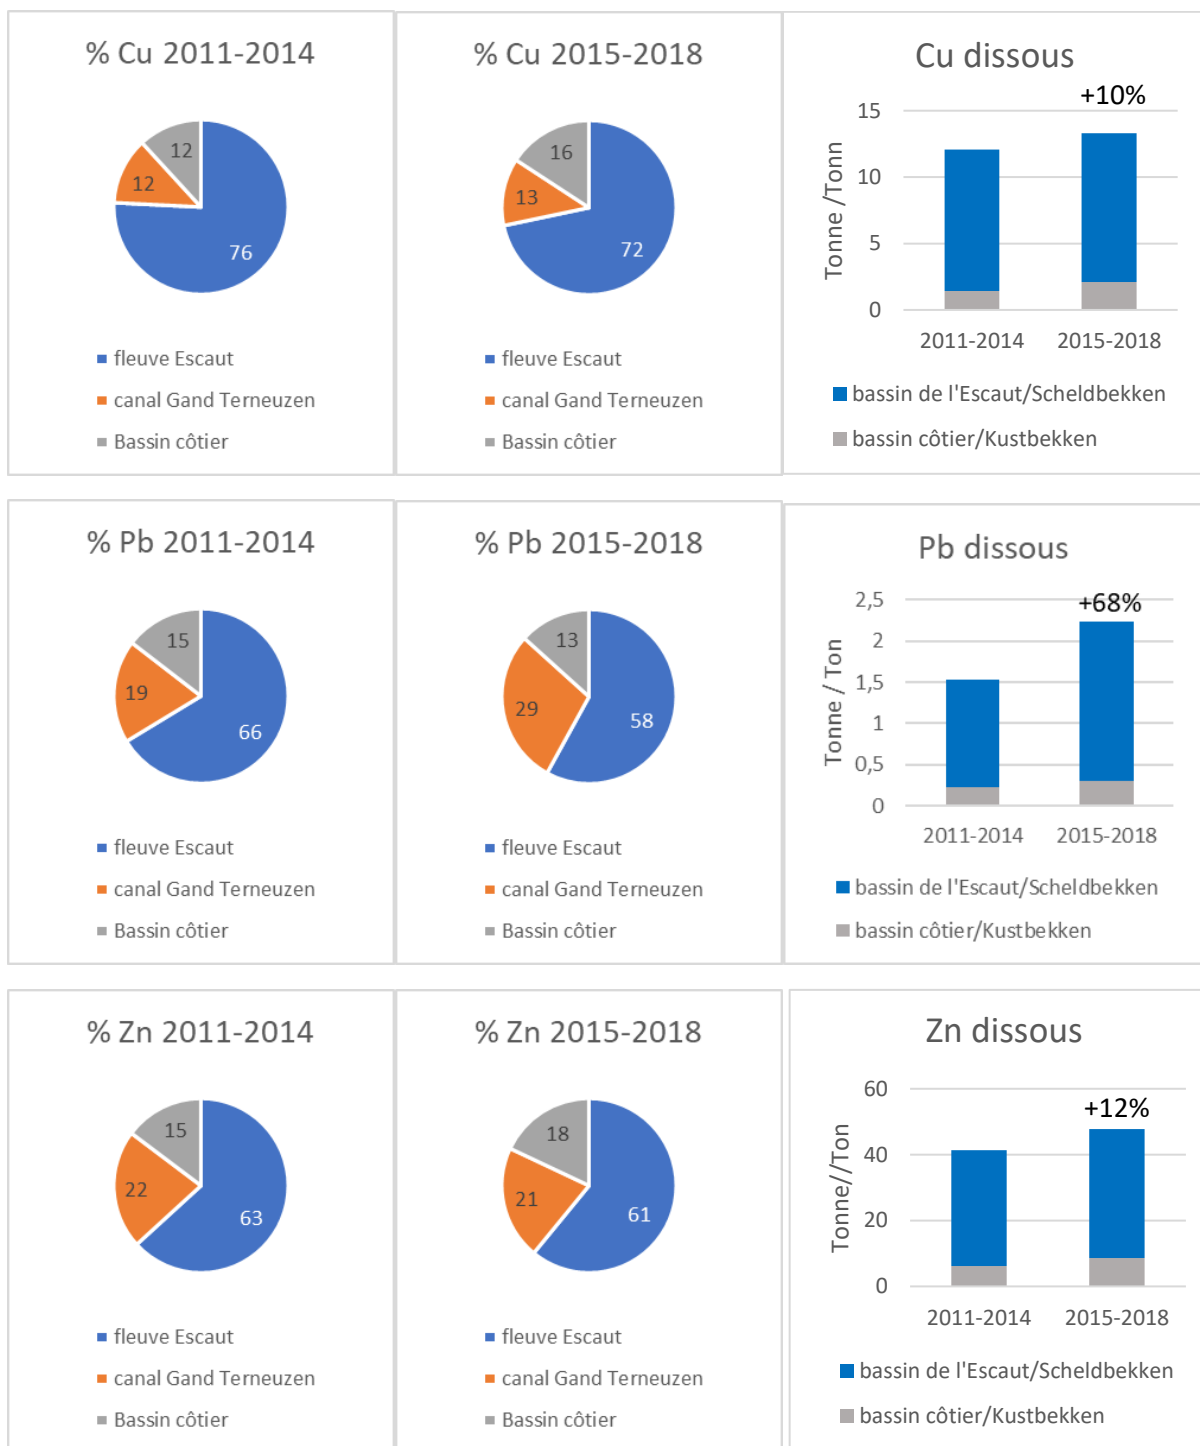 % Cu 2011-2014
12
12
76
fleuve Escaut
canal Gand Terneuzen
Bassin côtier
% Cu 2015-2018
16
13
72
fleuve Escaut
canal Gand Terneuzen
Bassin côtier
Cu dissous
+10%
15
10
5
0
Tonne /Tonn
2011-2014 2015-2018
bassin de l'Escaut/Scheldbekken
bassin côtier/Kustbekken
% Pb 2011-2014
15
19
66
fleuve Escaut
canal Gand Terneuzen
Bassin côtier
% Pb 2015-2018
13
29
58
fleuve Escaut
canal Gand Terneuzen
Bassin côtier
Pb dissous
+68%
2,5
2
1,5
1
0,5
0
Tonne / Ton
2011-2014 2015-2018
bassin de l'Escaut/Scheldbekken
bassin côtier/Kustbekken
% Zn 2011-2014
15
22
63
fleuve Escaut
canal Gand Terneuzen
Bassin côtier
% Zn 2015-2018
18
21
61
fleuve Escaut
canal Gand Terneuzen
Bassin côtier
Zn dissous
+12%
60
40
20
0
Tonne//Ton
2011-2014 2015-2018
bassin de l'Escaut/Scheldbekken
bassin côtier/Kustbekken